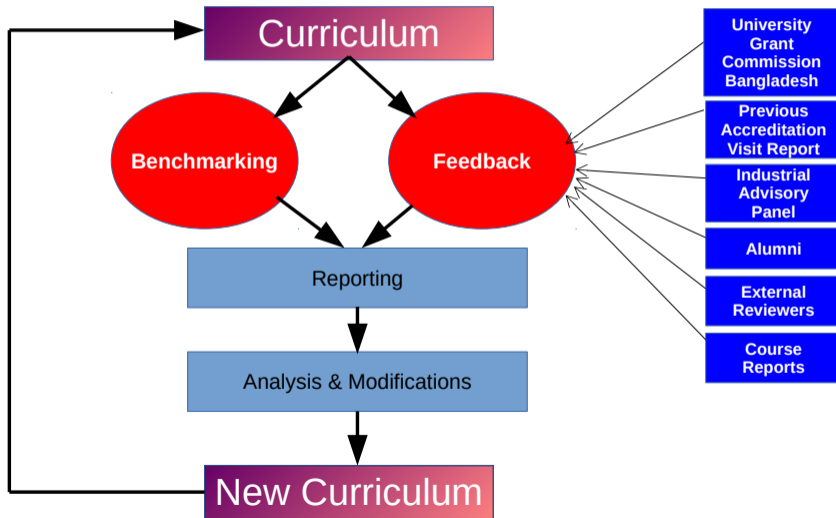 Curriculum
Benchmarking
Feedback
University
Grant
Commission
Bangladesh
Previous
Accreditation
Visit Report
Industrial
Advisory
Panel
Alumni
External
Reviewers
Course
Reports
Reporting
Analysis & Modifications
New Curriculum